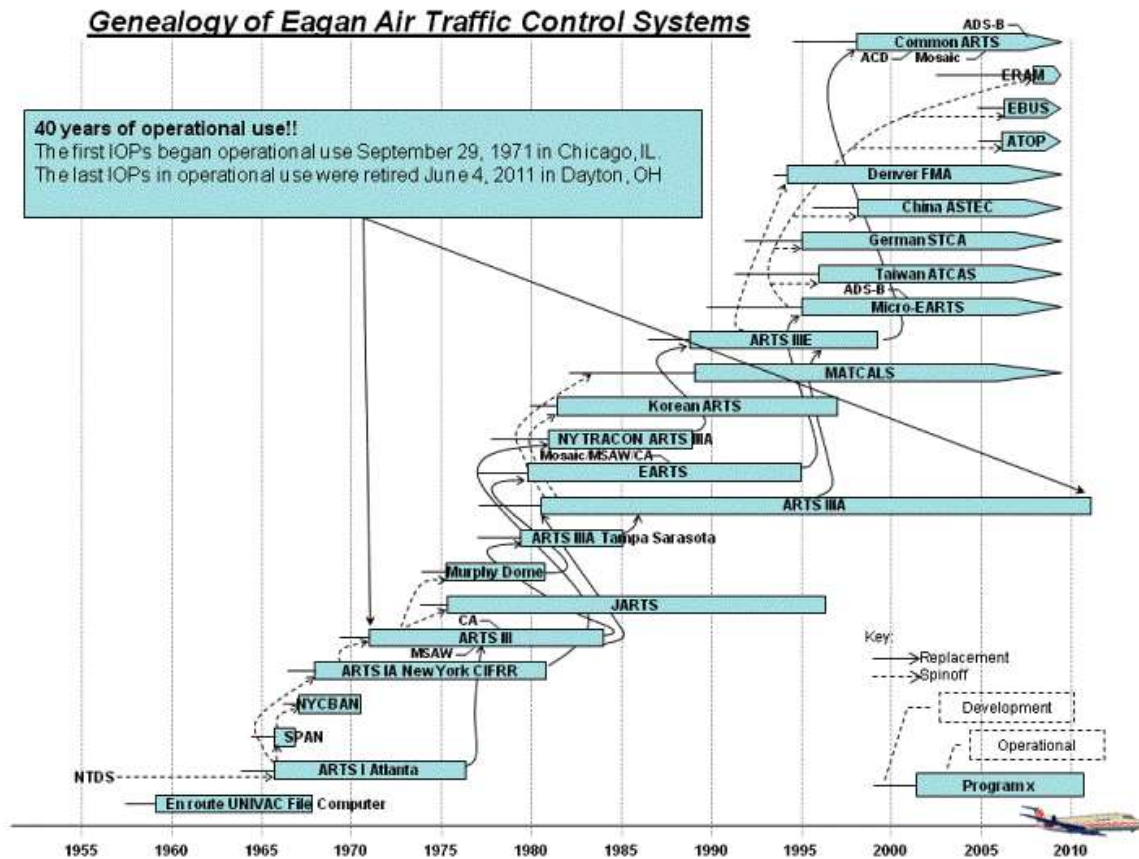 Genealogy of Eagan Air Traffic Control Systems
ADS-B
Common ARTS
ACD Mosaic
ERAM
40 years of operational use!!
The first IOPs began operational use September 29, 1971 in Chicago, IL.
The last IOPs in operational use were retired June 4, 2011 in Dayton, OH
EBUS
ATOP
Denver FMA
China ASTEC
German STCA
Taiwan ATCAS
ADS-B
Micro-EARTS
ARTS IIIE
MATCALS
Korean ARTS
NY TRACON ARTS IIIA
Mosaic/MSAW/CA
EARTS
ARTS IIIA
ARTS IIIA Tampa Sarasota
Murphy Dome
JARTS
CA
ARTS III
MSAW
Key:
Replacement
Spinoff
ARTS IA New York CIFRR
NYCBAN
Development
SPAN
Operational
ARTS I Atlanta
NTDS
Program x
En route UNIVAC File Computer
1955 1960 1965 1970 1975 1980 1985 1990 1995 2000 2005 2010